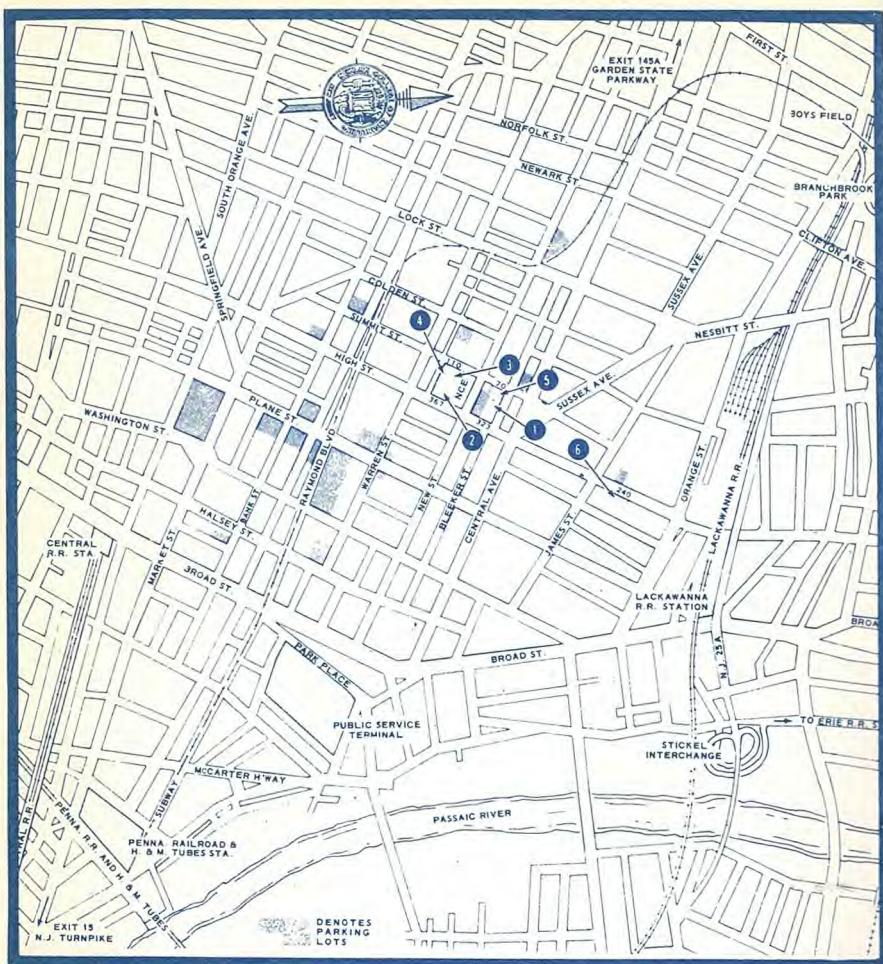 FIRST ST.
EXIT 145A
GARDEN STATE
PARKWAY
BOYS FIELD
NORFOLK ST.
NEWARK ST.
SOUTH ORANGE AVE.
BRANCHBROOK
PARK
LOCK ST.
CLIFTON AVE.
SPRINGFIELD AVE.
SUSSEX AVE.
COLDEN ST.
NESBITT ST.
SUMMIT ST.
4
110
3
HIGH ST.
NCE
70
5
SUSSEX AVE.
367
323
1
2
PLANE ST.
WASHINGTON ST.
6
RAYMOND BLVD.
WARREN ST.
240
ORANGE ST.
NEW ST.
BLEEKER ST.
CENTRAL AVE.
LACKAWANNA R.R.
BANK ST
HALSEY ST.
JAMES ST.
CENTRAL
R.R. STA.
MARKET ST
BROAD ST.
LACKAWANNA
R.R. STATION
BROA
PARK PLACE
BROAD ST.
N.J. 25A
PUBLIC SERVICE
TERMINAL
TO ERIE R.R. S
STICKEL
INTERCHANGE
McCARTER H'WAY
SUBWAY
PASSAIC RIVER
TRAL R.R.
PENNA. R.R. AND H. & M. TUBES
PENNA. RAILROAD &
H. & M. TUBES STA.
EXIT 15
N.J. TURNPIKE
DENOTES
PARKING
LOTS